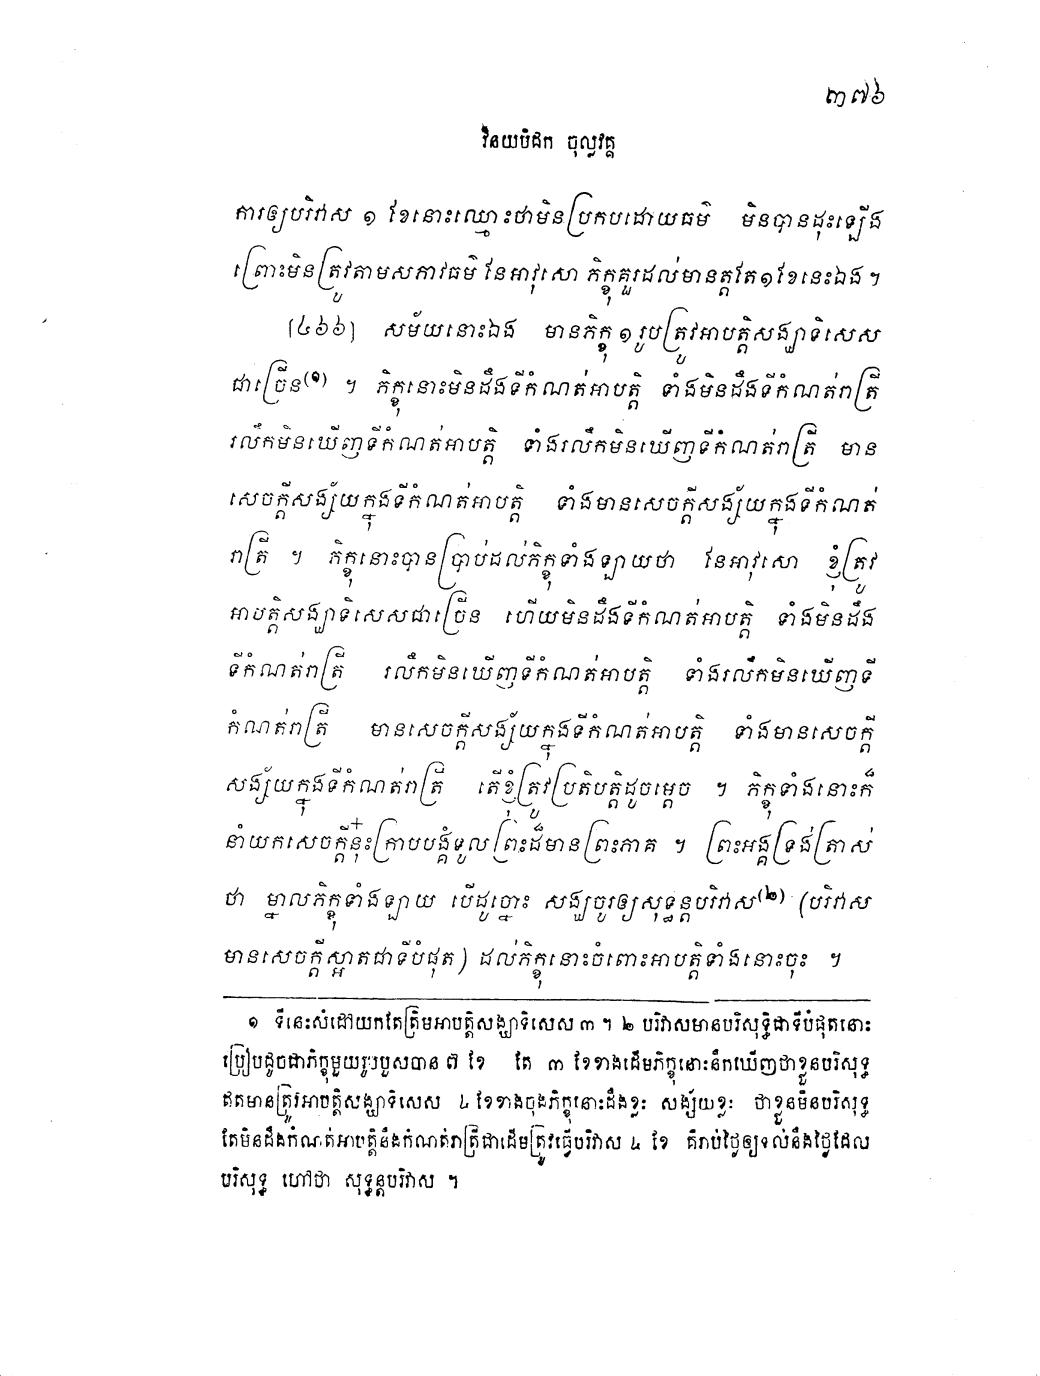 ៣៧៦
វិនយបិដក ចុល្លវគ្គ
ការឲ្យបរិវាស ១ ខែនោះឈ្មោះថាមិនប្រកបដោយធម៌ មិនបានដុះឡើង
ព្រោះមិនត្រូវតាមសភាវធម៌ នែអាវុសោ ភិក្ខុគួរដល់មានត្តតែ១ខែនេះឯង ។
[៤៦៦] សម័យនោះឯង មានភិក្ខុ ១ រូបត្រូវអាបត្តិសង្ឃាទិសេស
ជាច្រើន(១) ។ ភិក្ខុនោះមិនដឹងទីកំណត់អាបត្តិ ទាំងមិនដឹងទីកំណត់រាត្រី
រលឹកមិនឃើញទីកំណត់អាបត្តិ ទាំងរលឹកមិនឃើញទីកំណត់រាត្រី មាន
សេចក្តីសង្ស័យក្នុងទីកំណត់អាបត្តិ ទាំងមានសេចក្តីសង្ស័យក្នុងទីកំណត់
រាត្រី ។ ភិក្ខុនោះបានប្រាប់ដល់ភិក្ខុទាំងឡាយថា នែអាវុសោ ខ្ញុំត្រូវ
អាបត្តិសង្ឃាទិសេសជាច្រើន ហើយមិនដឹងទីកំណត់អាបត្តិ ទាំងមិនដឹង
ទីកំណត់រាត្រី រលឹកមិនឃើញទីកំណត់អាបត្តិ ទាំងរលឹកមិនឃើញទី
កំណត់រាត្រី មានសេចក្តីសង្ស័យក្នុងទីកំណត់អាបត្តិ ទាំងមានសេចក្តី
សង្ស័យក្នុងទីកំណត់រាត្រី តើខ្ញុំត្រូវប្រតិបត្តិដូចម្តេច ។ ភិក្ខុទាំងនោះក៏
នាំយកសេចក្តីនុ៎ះក្រាបបង្គំទូលព្រះដ៏មានព្រះភាគ ។ ព្រះអង្គទ្រង់ត្រាស់
ថា ម្នាលភិក្ខុទាំងឡាយ បើដូច្នោះ សង្ឃចូរឲ្យសុទ្ធន្តបរិវាស(២) (បរិវាស
មានសេចក្តីស្អាតជាទីបំផុត) ដល់ភិក្ខុនោះចំពោះអាបត្តិទាំងនោះចុះ ។
១ ទីនេះសំដៅយកតែត្រឹមអាបត្តិសង្ឃាទិសេស ៣ ។ ២ បរិវាសមានបរិសុទ្ធិជាទីបំផុតនោះ
ប្រៀបដូចជាភិក្ខុមួយរូបបួសបាន ៧ ខែ តែ ៣ ខែខាងដើមភិក្ខុនោះនឹកឃើញថាខ្លួនបរិសុទ្ធ
ឥតមានត្រូវអាបត្តិសង្ឃាទិសេស ៤ ខែខាងចុងភិក្ខុនោះដឹងខ្លះ សង្ស័យខ្លះ ថាខ្លួនមិនបរិសុទ្ធ
តែមិនដឹងកំណត់អាបត្តិនឹងកំណត់រាត្រីជាដើមត្រូវធ្វើបរិវាស ៤ ខែ គឺរាប់ថ្ងៃឲ្យទល់នឹងថ្ងៃដែល
បរិសុទ្ធ ហៅថា សុទ្ធន្តបរិវាស ។